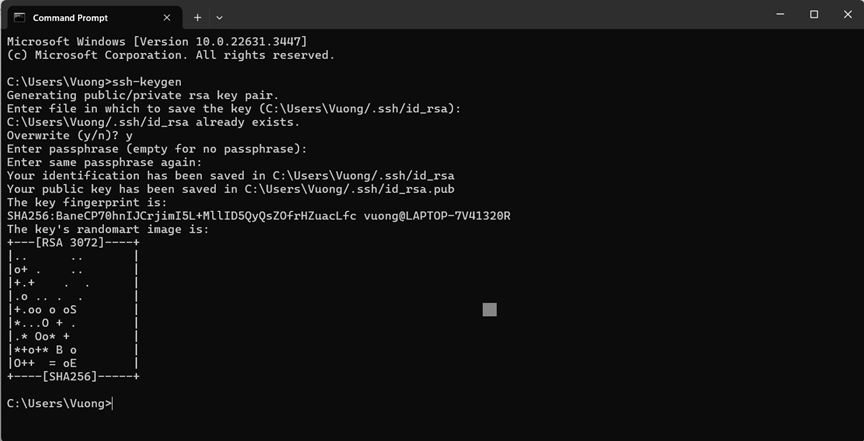 Command Prompt
Microsoft Windows [Version 10.0.22631.3447]
(c) Microsoft Corporation. All rights reserved.
C:\Users\Vuong>ssh-keygen
Generating public/private rsa key pair.
Enter file in which to save the key (C:\Users\Vuong/.ssh/id_rsa):
C:\Users\Vuong/.ssh/id_rsa already exists.
Overwrite (y/n)? y
Enter passphrase (empty for no passphrase):
Enter same passphrase again:
Your identification has been saved in C:\Users\Vuong/.ssh/id_rsa
Your public key has been saved in C:\Users\Vuong/.ssh/id_rsa.pub
The key fingerprint is:
SHA256:BaneCP70hnIJCrjimI5L+MllID5QyQsZOfrHZuacLfc vuong@LAPTOP-7V41320R
The key's randomart image is:
+---[RSA 3072]----+
|..      ..       |
|o+ .    ..       |
|+.+    .  .      |
|.o .. .  .       |
|+.oo o oS        |
|*...O + .        |
|.* Oo* +         |
|*+o+* B o        |
|O++  = oE        |
+----[SHA256]-----+
C:\Users\Vuong>